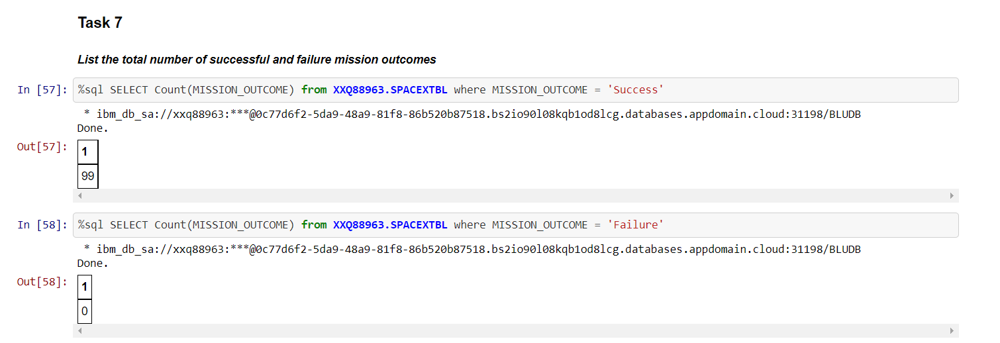 Task 7
List the total number of successful and failure mission outcomes
In [57]: %sql SELECT Count(MISSION_OUTCOME) from XXQ88963.SPACEXTBL where MISSION_OUTCOME = 'Success'
* ibm_db_sa://xxq88963:***@0c77d6f2-5da9-48a9-81f8-86b520b87518.bs2io90l08kqb1od8lcg.databases.appdomain.cloud:31198/BLUDB
Done.
Out[57]: 1
99
In [58]: %sql SELECT Count(MISSION_OUTCOME) from XXQ88963.SPACEXTBL where MISSION_OUTCOME = 'Failure'
* ibm_db_sa://xxq88963:***@0c77d6f2-5da9-48a9-81f8-86b520b87518.bs2io90l08kqb1od8lcg.databases.appdomain.cloud:31198/BLUDB
Done.
Out[58]: 1
0